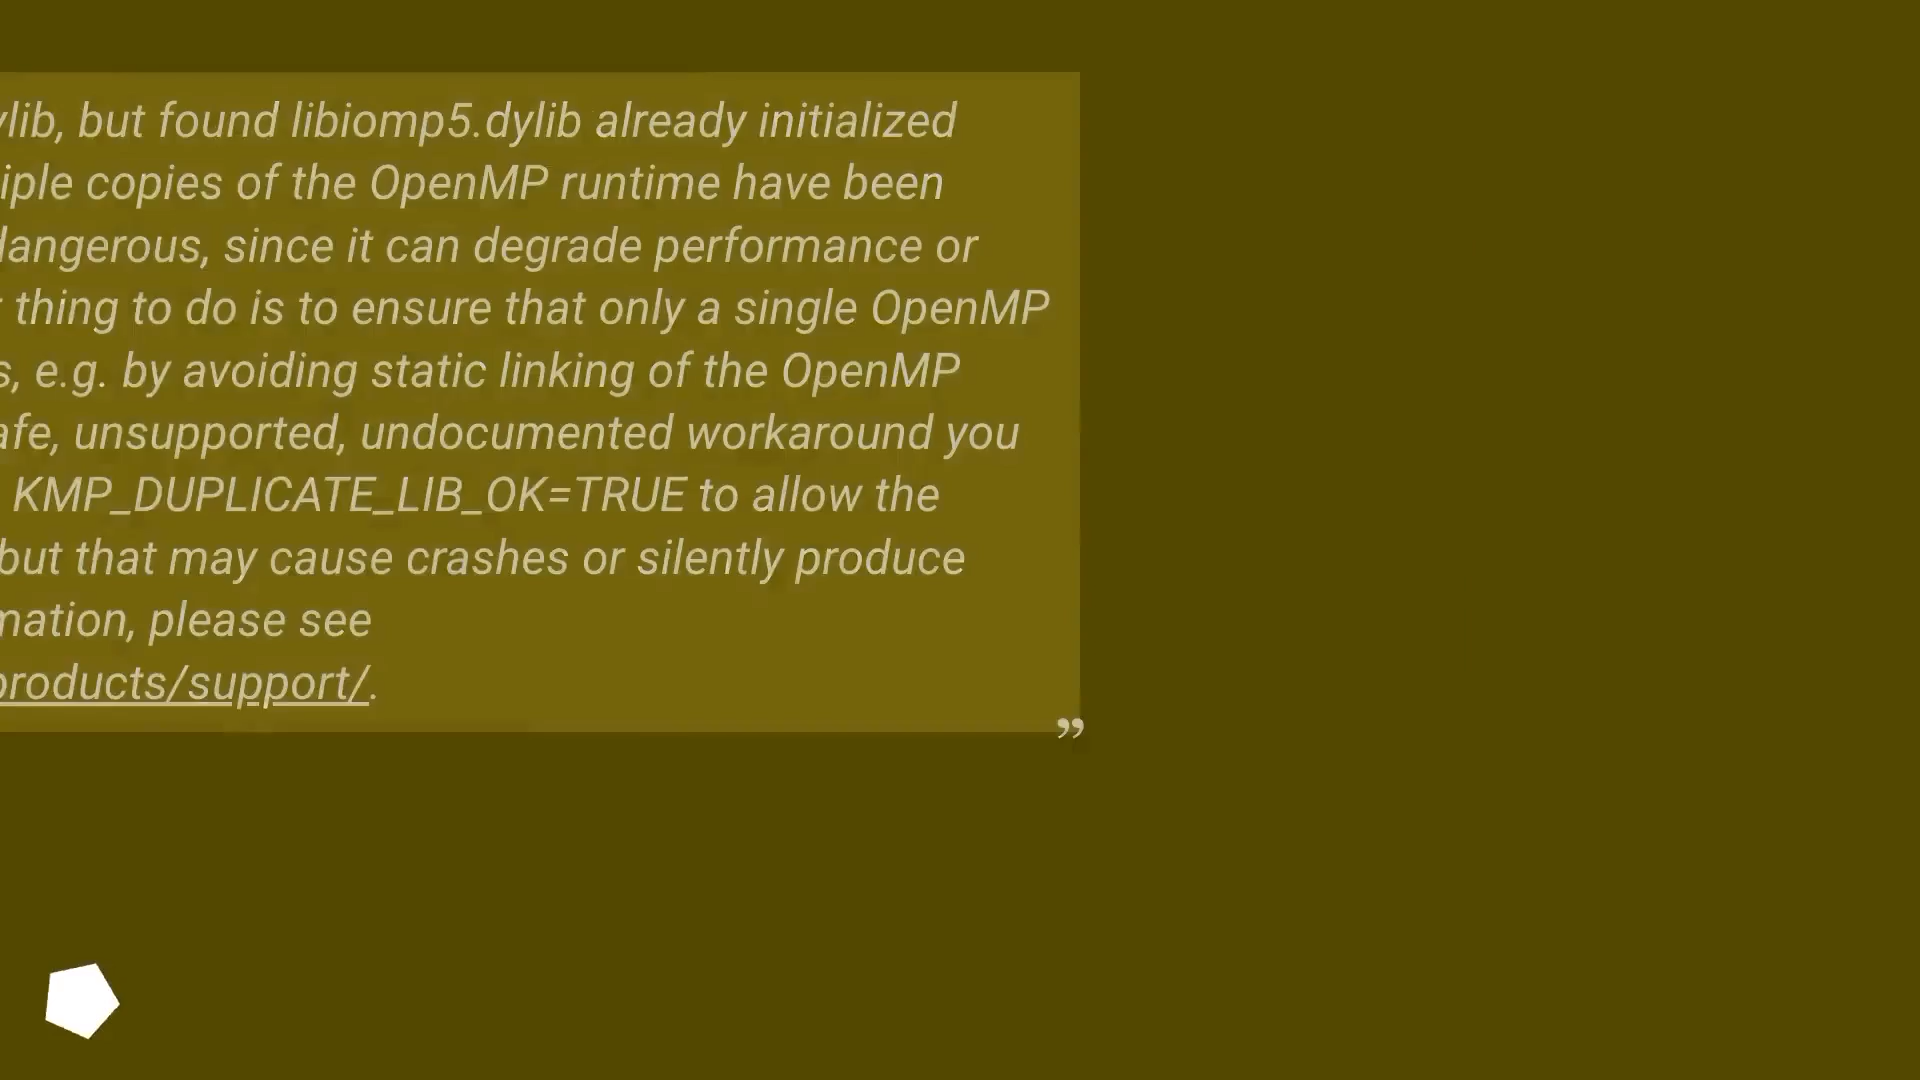 ylib, but found libiomp5.dylib already initialized
iple copies of the OpenMP runtime have been
dangerous, since it can degrade performance or
thing to do is to ensure that only a single OpenMP
s, e.g. by avoiding static linking of the OpenMP
afe, unsupported, undocumented workaround you
KMP_DUPLICATE_LIB_OK=TRUE to allow the
but that may cause crashes or silently produce
mation, please see
products/support/.
”